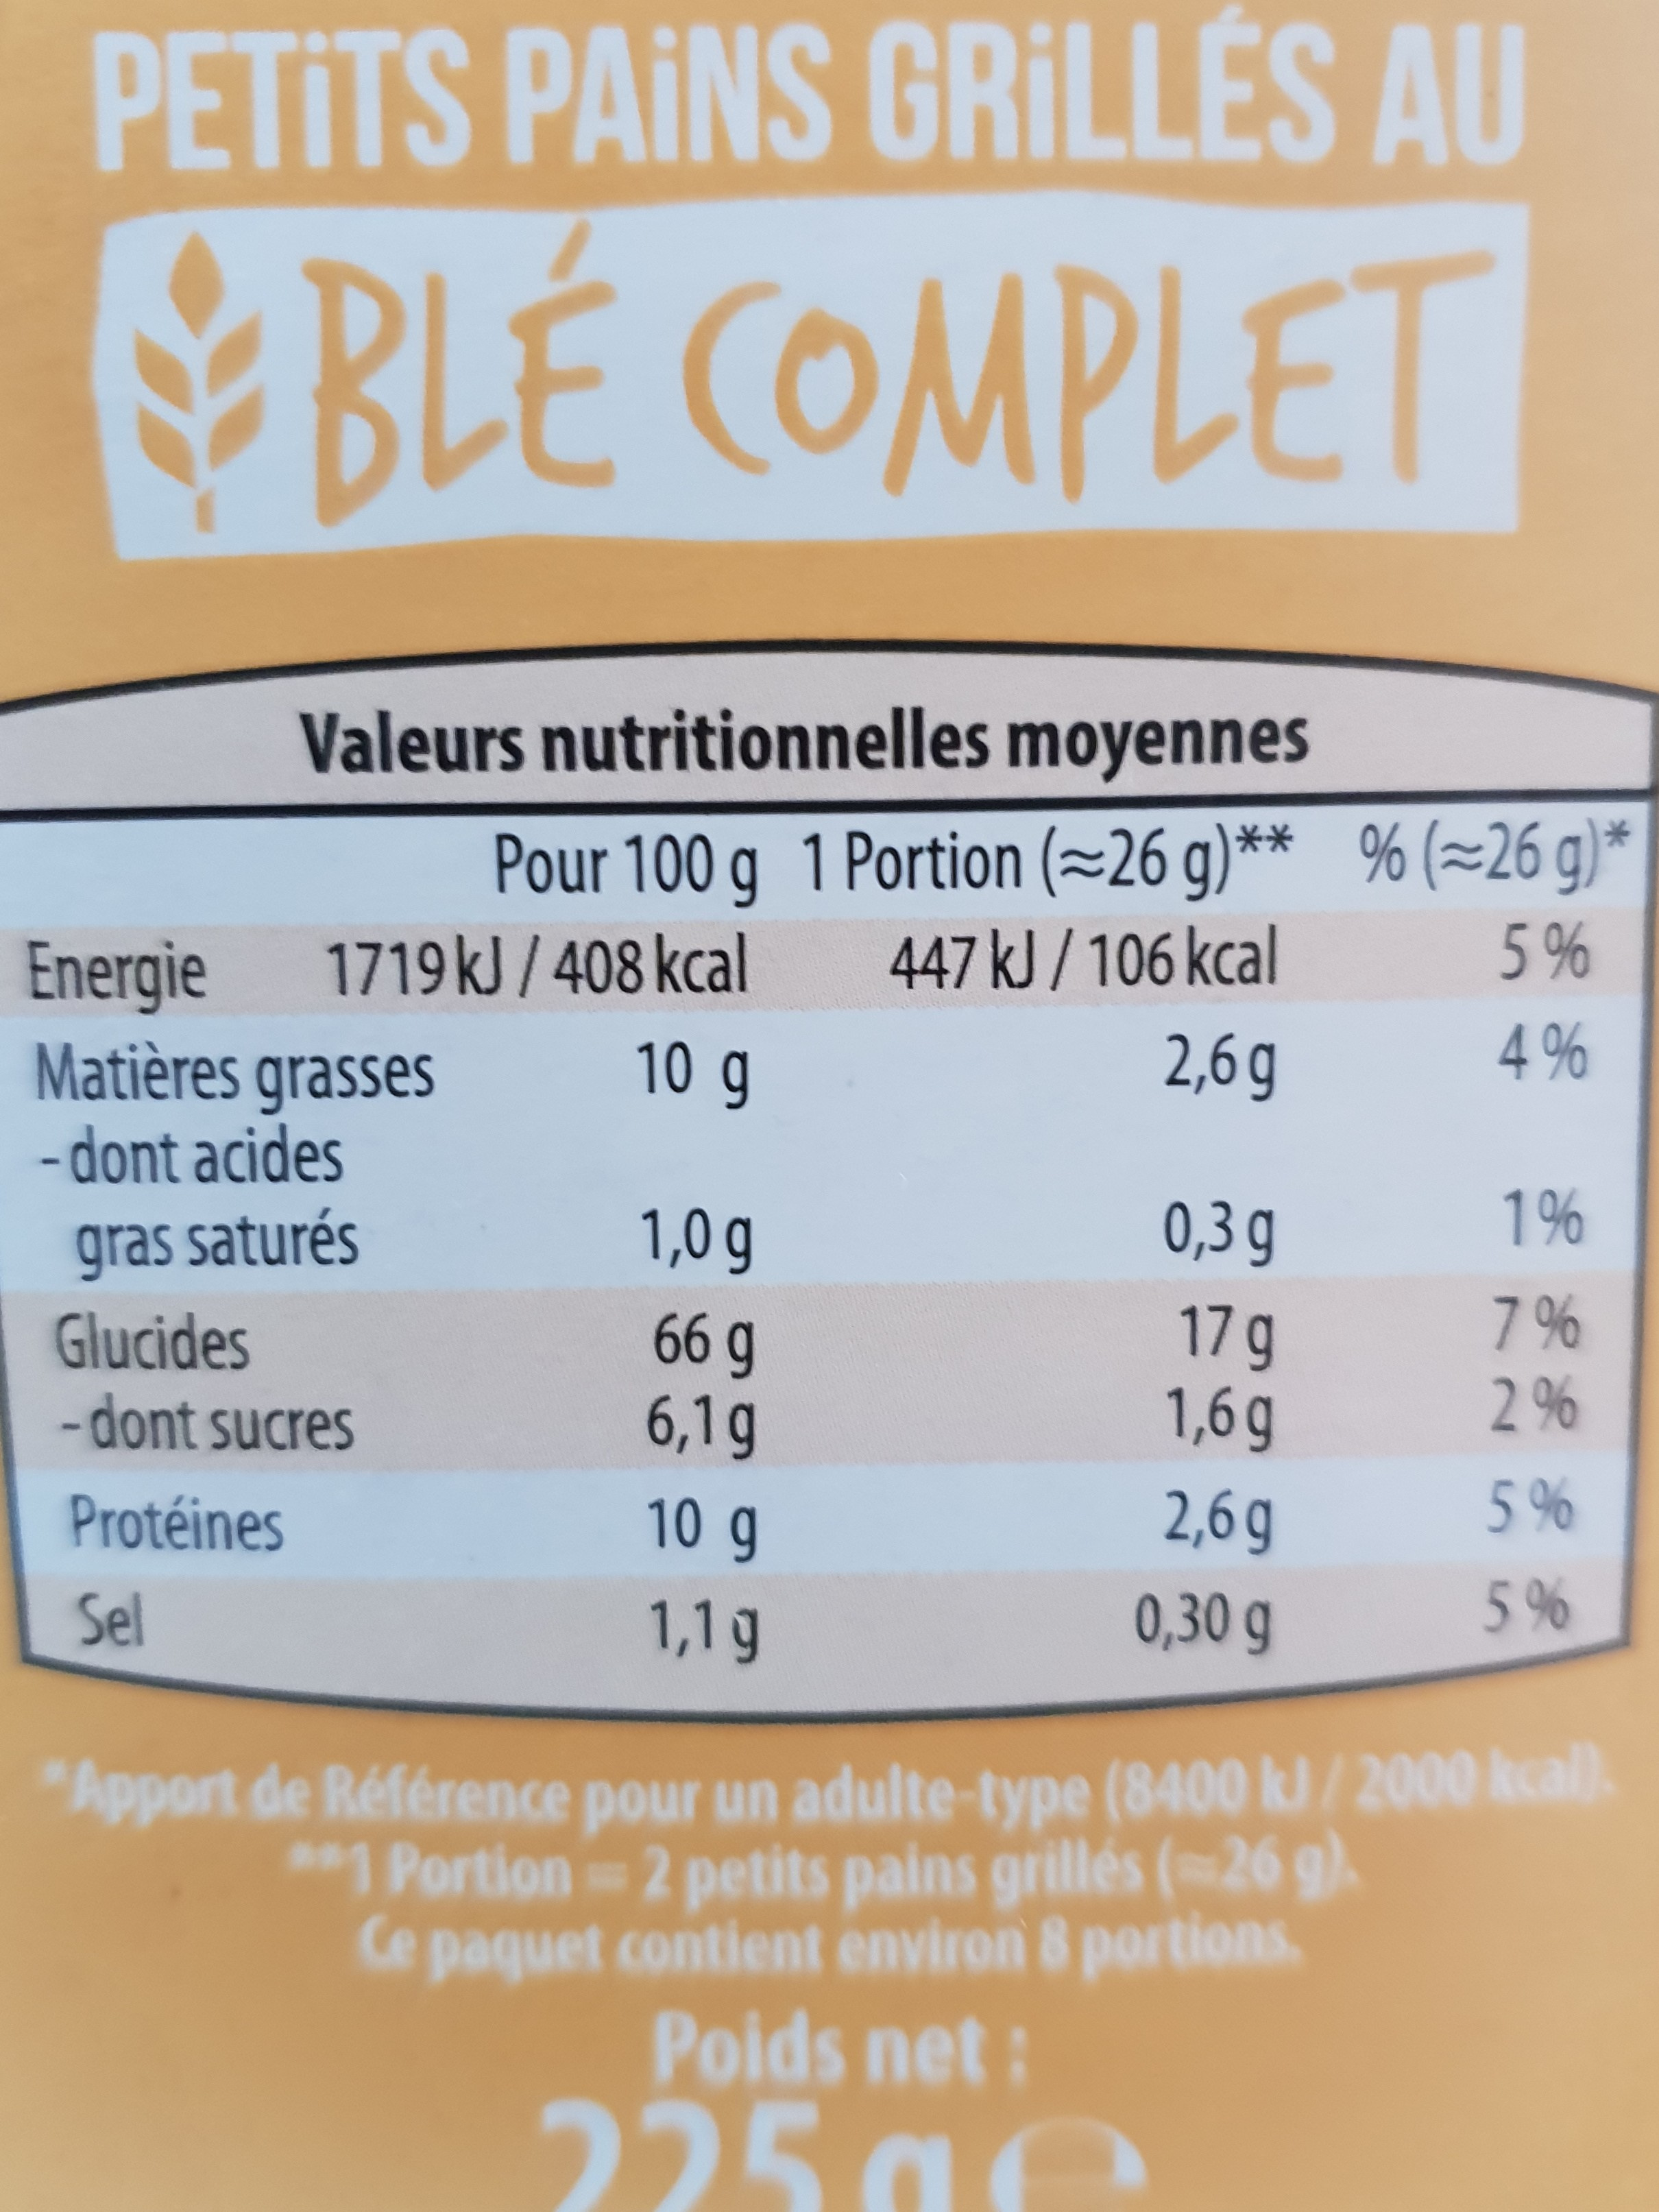 PETiTS PAiNS GRiLLÉS AU
BLÉ COMPLET
Valeurs nutritionnelles moyennes
Pour 100 g 1 Portion (≈26 g)** % (≈26 g)*
Energie 1719 kJ / 408 kcal 447 kJ / 106 kcal 5 %
Matières grasses 10 g 2,6 g 4 %
- dont acides
gras saturés 1,0 g 0,3 g 1 %
Glucides 66 g 17 g 7 %
- dont sucres 6,1 g 1,6 g 2 %
Protéines 10 g 2,6 g 5 %
Sel 1,1 g 0,30 g 5 %
*Apport de Référence pour un adulte-type (8400 kJ / 2000 kcal).
**1 Portion = 2 petits pains grillés (≈26 g).
Ce paquet contient environ 8 portions.
Poids net :
225 g e